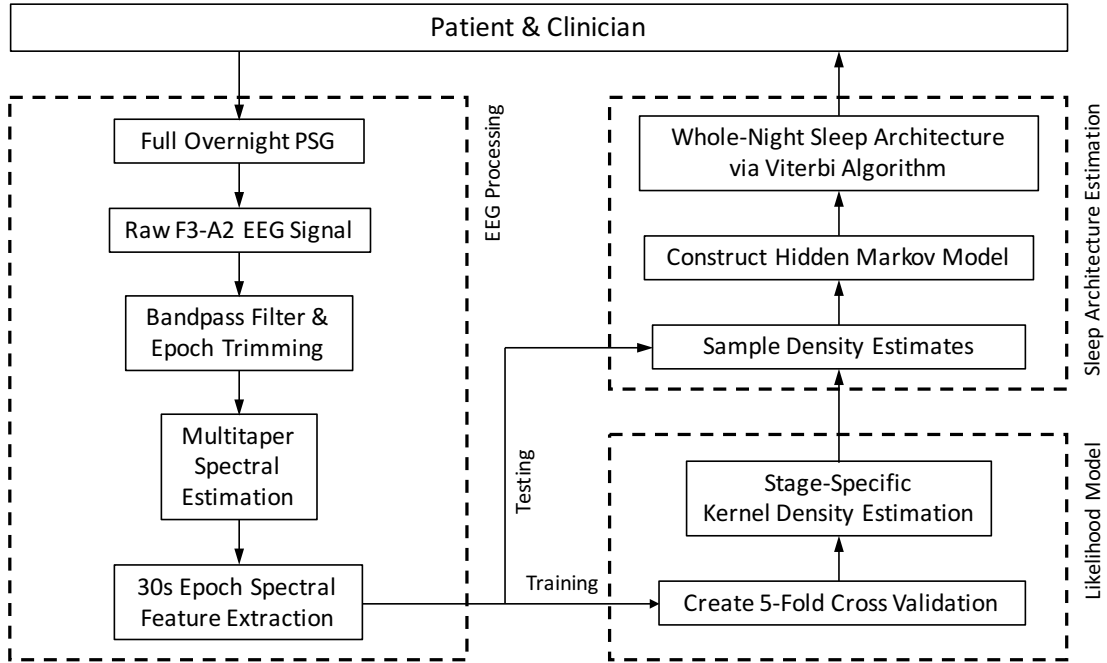 Patient & Clinician
Full Overnight PSG
Raw F3-A2 EEG Signal
Bandpass Filter &
Epoch Trimming
Multitaper
Spectral
Estimation
30s Epoch Spectral
Feature Extraction
EEG Processing
Testing
Training
Whole-Night Sleep Architecture
via Viterbi Algorithm
Construct Hidden Markov Model
Sample Density Estimates
Sleep Architecture Estimation
Stage-Specific
Kernel Density Estimation
Create 5-Fold Cross Validation
Likelihood Model